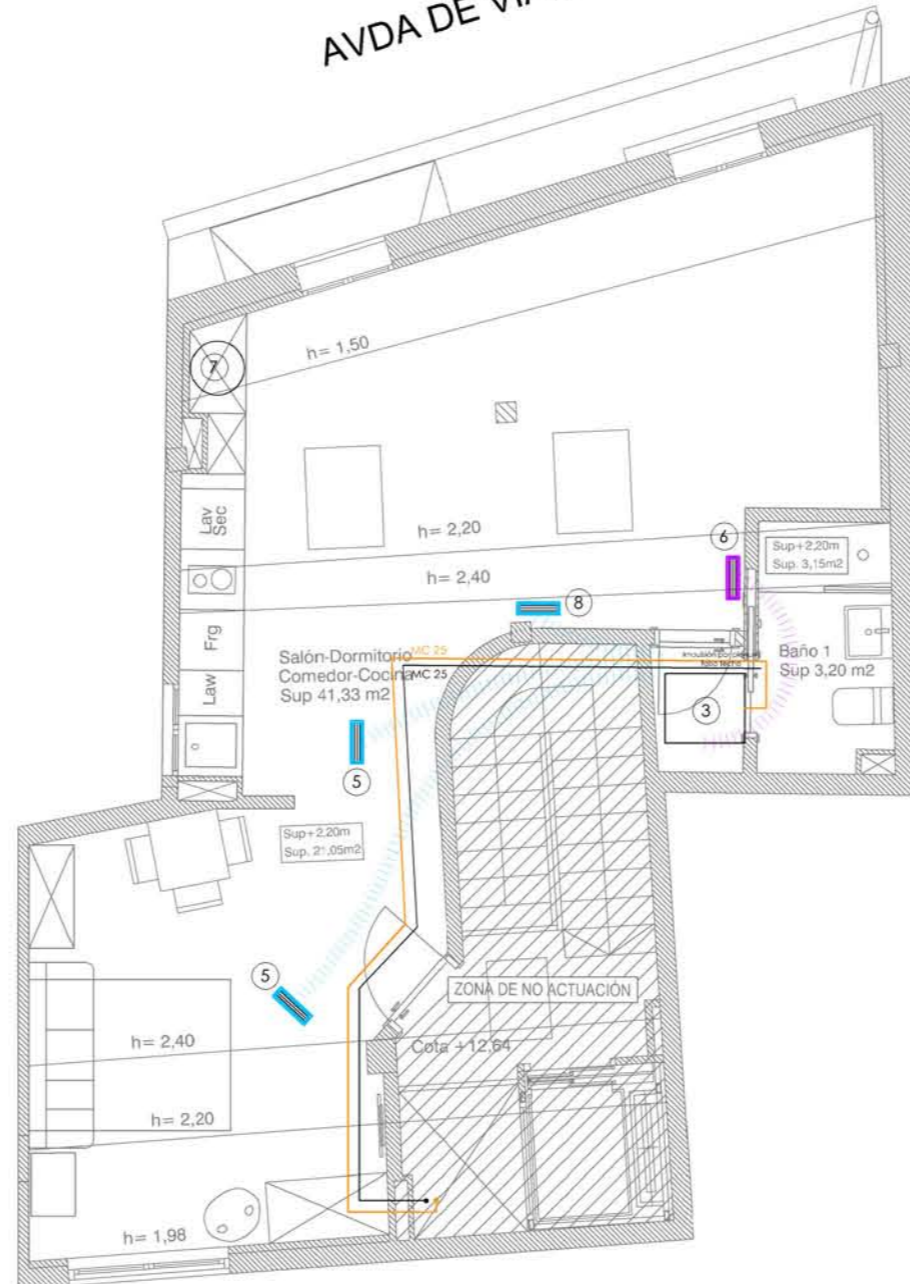 AVDA DE
h= 1,50
7
Lav
Sec
h= 2,20
6
Sup+2,20m
Sup. 3,15m2
h= 2,40
8
Frg
Salón-Dormitorio
Comedor-Cocina
Sup 41,33 m2
MC 25
MC 25
Baño 1
Sup 3,20 m2
Law
3
5
Sup+2,20m
Sup. 21,05m2
5
ZONA DE NO ACTUACIÓN
h= 2,40
Cota +12,64
h= 2,20
h= 1,98